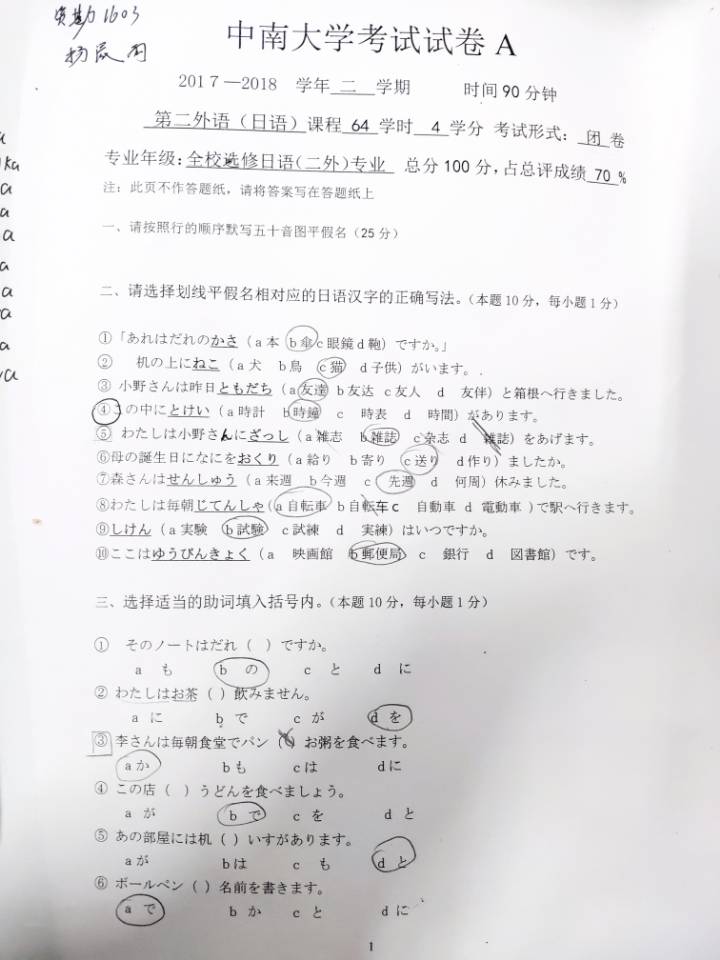 资勘1603
中南大学考试试卷 A
2017—2018 学年 二 学期 时间 90 分钟
第二外语（日语）课程 64 学时 4 学分 考试形式：闭 卷
专业年级：全校选修日语(二外)专业 总分 100 分，占总评成绩 70 %
注：此页不作答题纸，请将答案写在答题纸上
一、请按照行的顺序默写五十音图平假名（25 分）
二、请选择划线平假名相对应的日语汉字的正确写法。（本题 10 分，每小题 1 分）
①「あれはだれのかさ（a 本 b 傘 c 眼鏡 d 鞄）ですか。」
② 机の上にねこ（a 犬 b 鳥 c 猫 d 子供）がいます。
③ 小野さんは昨日ともだち（a 友達 b 友达 c 友人 d 友伴）と箱根へ行きました。
④この中にとけい（a 時計 b 時鐘 c 時表 d 時間）があります。
⑤ わたしは小野さんにざっし（a 雑志 b 雑誌 c 杂志 d 雑誌）をあげます。
⑥母の誕生日になにをおくり（a 給り b 寄り c 送り d 作り）ましたか。
⑦森さんはせんしゅう（a 来週 b 今週 c 先週 d 何周）休みました。
⑧わたしは毎朝じてんしゃ（a 自転車 b 自転车 c 自動車 d 電動車 ）で駅へ行きます。
⑨しけん（a 実験 b 試験 c 試練 d 実練）はいつですか。
⑩ここはゆうびんきょく（a 映画館 b 郵便局 c 銀行 d 図書館）です。
三、选择适当的助词填入括号内。（本题 10 分，每小题 1 分）
① そのノートはだれ（ ）ですか。
a も b の c と d に
② わたしはお茶（ ）飲みません。
a に b で c が d を
③ 李さんは毎朝食堂でパン（ ）お粥を食べます。
a か b も c は d に
④ この店（ ）うどんを食べましょう。
a が b で c を d と
⑤ あの部屋には机（ ）いすがあります。
a が b は c も d と
⑥ ボールペン（ ）名前を書きます。
a で b か c と d に
1